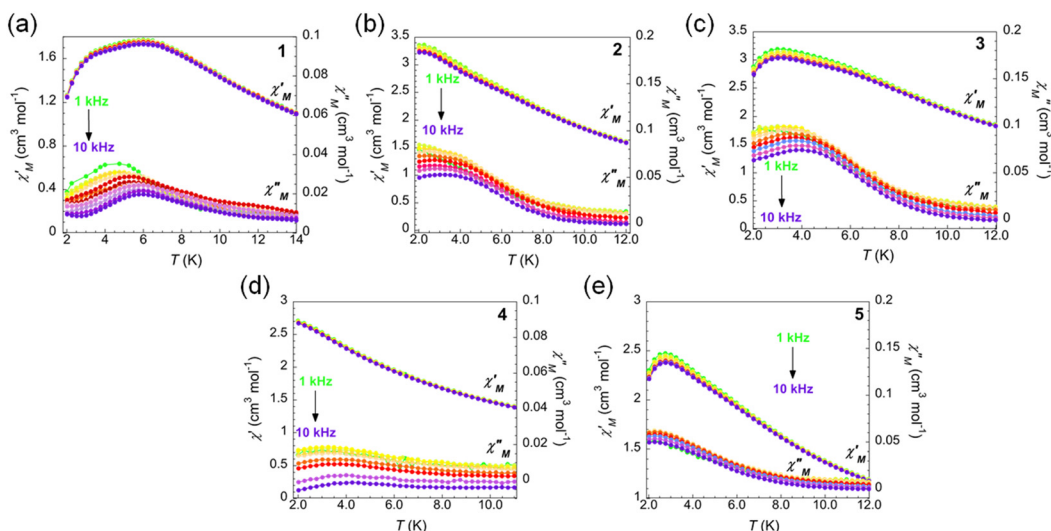 (a)
1
1.8
1.2
0.8
0.4
0
0.1
0.08
0.06
0.04
0.02
0
2
4
6
8
10
12
14
χ'M (cm³ mol⁻¹)
χ''M (cm³ mol⁻¹)
T (K)
1 kHz
10 kHz
χ'M
χ''M
(b)
2
3.5
3
2.5
2
1.5
1
0.5
0
0.2
0.15
0.1
0.05
0
2.0
4.0
6.0
8.0
10.0
12.0
χ'M (cm³ mol⁻¹)
χ''M (cm³ mol⁻¹)
T (K)
1 kHz
10 kHz
χ'M
χ''M
(c)
3
3.5
3
2.5
2
1.5
1
0.5
0
0.2
0.15
0.1
0.05
0
2.0
4.0
6.0
8.0
10.0
12.0
χ'M (cm³ mol⁻¹)
χ''M (cm³ mol⁻¹)
T (K)
1 kHz
10 kHz
χ'M
χ''M
(d)
4
3
2.5
2
1.5
1
0.5
0
0.1
0.08
0.06
0.04
0.02
0
2.0
4.0
6.0
8.0
10.0
χ' (cm³ mol⁻¹)
χ''M (cm³ mol⁻¹)
T (K)
1 kHz
10 kHz
χ'M
χ''M
(e)
5
3
2.5
2
1.5
1
0.2
0.15
0.1
0.05
0
2.0
4.0
6.0
8.0
10.0
12.0
χ'M (cm³ mol⁻¹)
χ''M (cm³ mol⁻¹)
T (K)
1 kHz
10 kHz
χ'M
χ''M